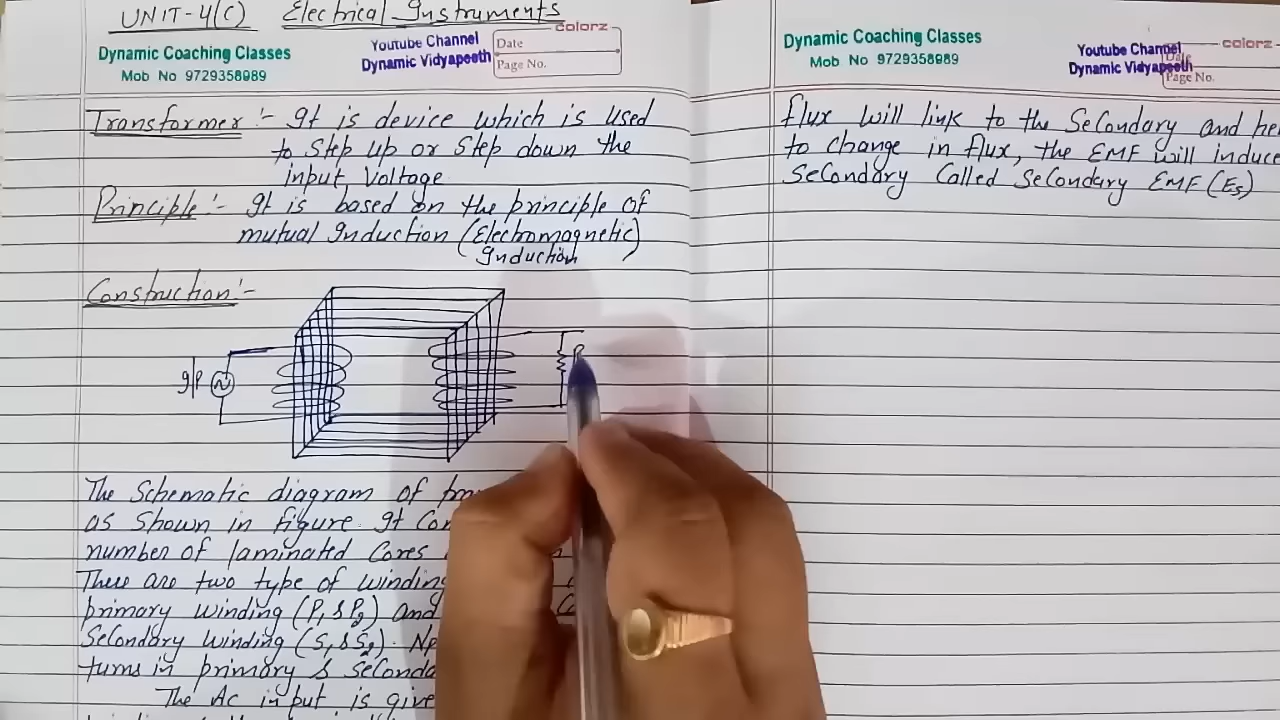 UNIT-4(C) Electrical Instruments
Dynamic Coaching Classes
Mob No 9729358989
Youtube Channel
Dynamic Vidyapeeth
colorz
Date
Page No.
Transformer :- It is device which is used
to Step up or Step down the
input Voltage
Principle :- It is based on the principle of
mutual Induction (Electromagnetic)
Induction
Construction :-
I/P
R
The Schematic diagram of
as Shown in figure. It
number of laminated Cores
There are two type of winding
primary winding (P1 & P2) and
Secondary winding (S1 & S2). Np
turns in primary &
The AC input is give
Dynamic Coaching Classes
Mob No 9729358989
Youtube Channel
Dynamic Vidyapeeth
colorz
Date
Page No.
flux will link to the Secondary and
to change in flux, the EMF will induce
Secondary Called Secondary EMF (Es)